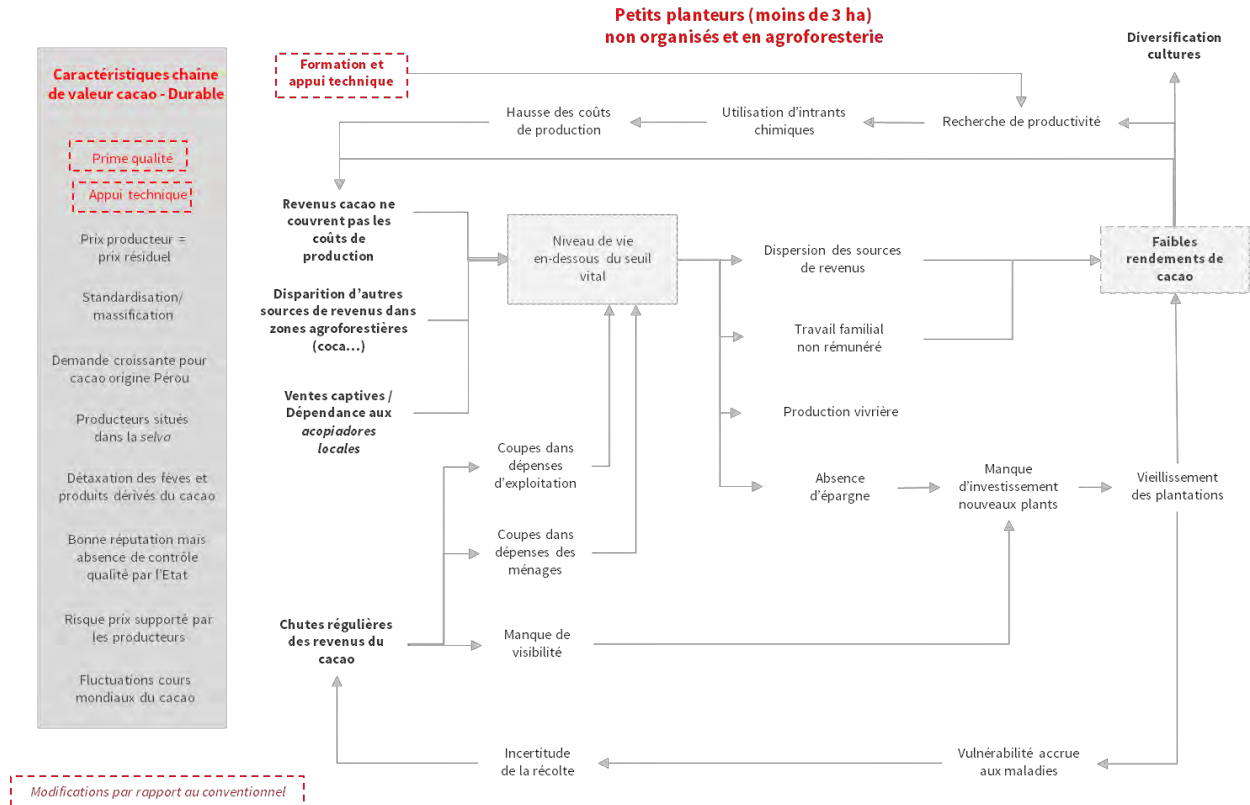 Petits planteurs (moins de 3 ha)
non organisés et en agroforesterie
Caractéristiques chaîne
de valeur cacao - Durable
Prime qualité
Appui technique
Prix producteur =
prix résiduel
Standardisation/
massification
Demande croissante pour
cacao origine Pérou
Producteurs situés
dans la selva
Détaxation des fèves et
produits dérivés du cacao
Bonne réputation mais
absence de contrôle
qualité par l'Etat
Risque prix supporté par
les producteurs
Fluctuations cours
mondiaux du cacao
Modifications par rapport au conventionnel
Formation et
appui technique
Hausse des coûts
de production
Utilisation d'intrants
chimiques
Recherche de productivité
Diversification
cultures
Revenus cacao ne
couvrent pas les
coûts de
production
Disparition d'autres
sources de revenus dans
zones agroforestières
(coca…)
Ventes captives /
Dépendance aux
acopiadores
locales
Niveau de vie
en-dessous du seuil
vital
Dispersion des sources
de revenus
Travail familial
non rémunéré
Production vivrière
Absence
d'épargne
Manque
d'investissement
nouveaux plants
Vieillissement
des plantations
Faibles
rendements de
cacao
Coupes dans
dépenses
d'exploitation
Coupes dans
dépenses des
ménages
Chutes régulières
des revenus du
cacao
Manque de
visibilité
Incertitude
de la récolte
Vulnérabilité accrue
aux maladies